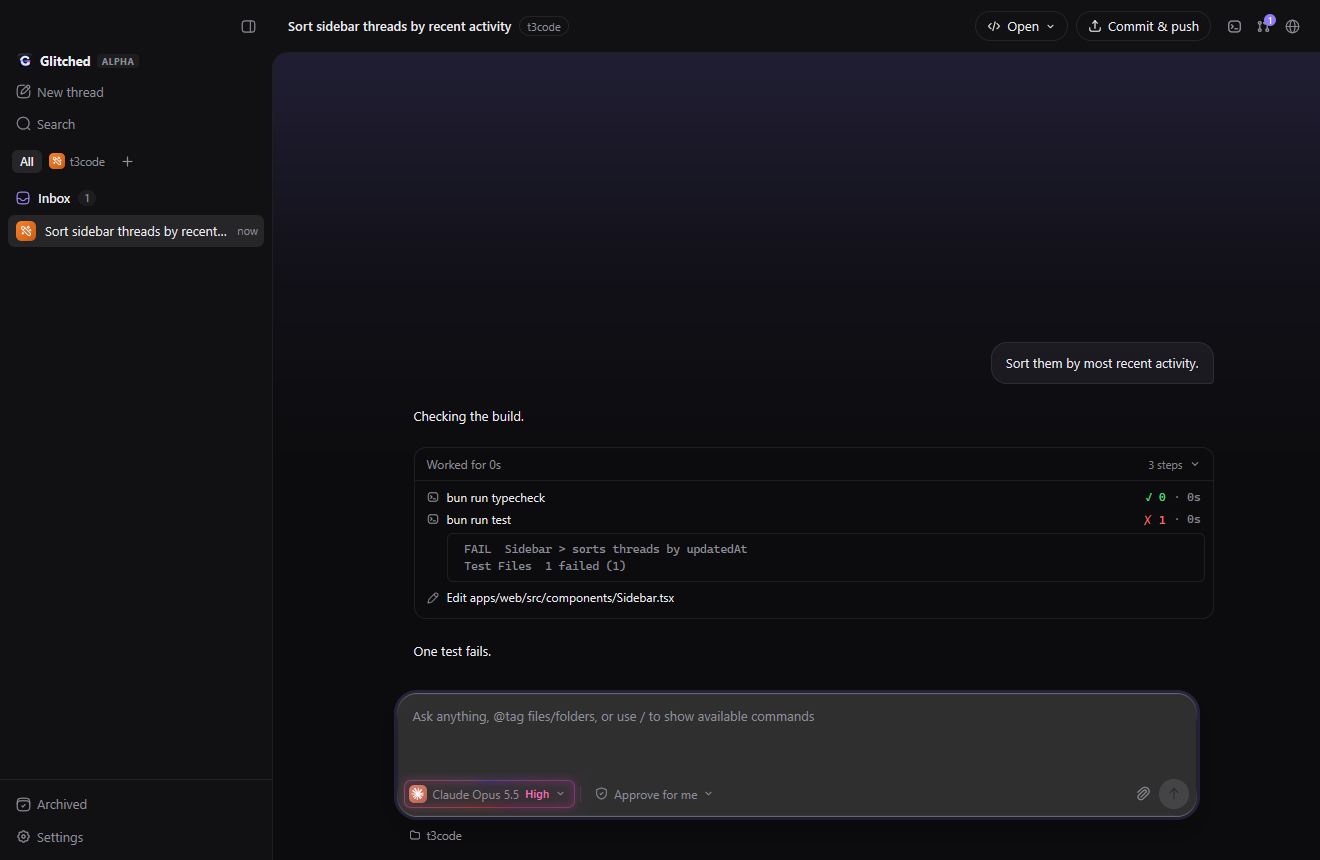 Sort sidebar threads by recent activity t3code
Open
Commit & push
1
Glitched ALPHA
New thread
Search
All t3code
Inbox 1
Sort sidebar threads by recent... now
Sort them by most recent activity.
Checking the build.
Worked for 0s 3 steps
bun run typecheck ✓ 0 · 0s
bun run test ✗ 1 · 0s
FAIL Sidebar > sorts threads by updatedAt
Test Files 1 failed (1)
Edit apps/web/src/components/Sidebar.tsx
One test fails.
Ask anything, @tag files/folders, or use / to show available commands
Claude Opus 5.5 High Approve for me
t3code
Archived
Settings